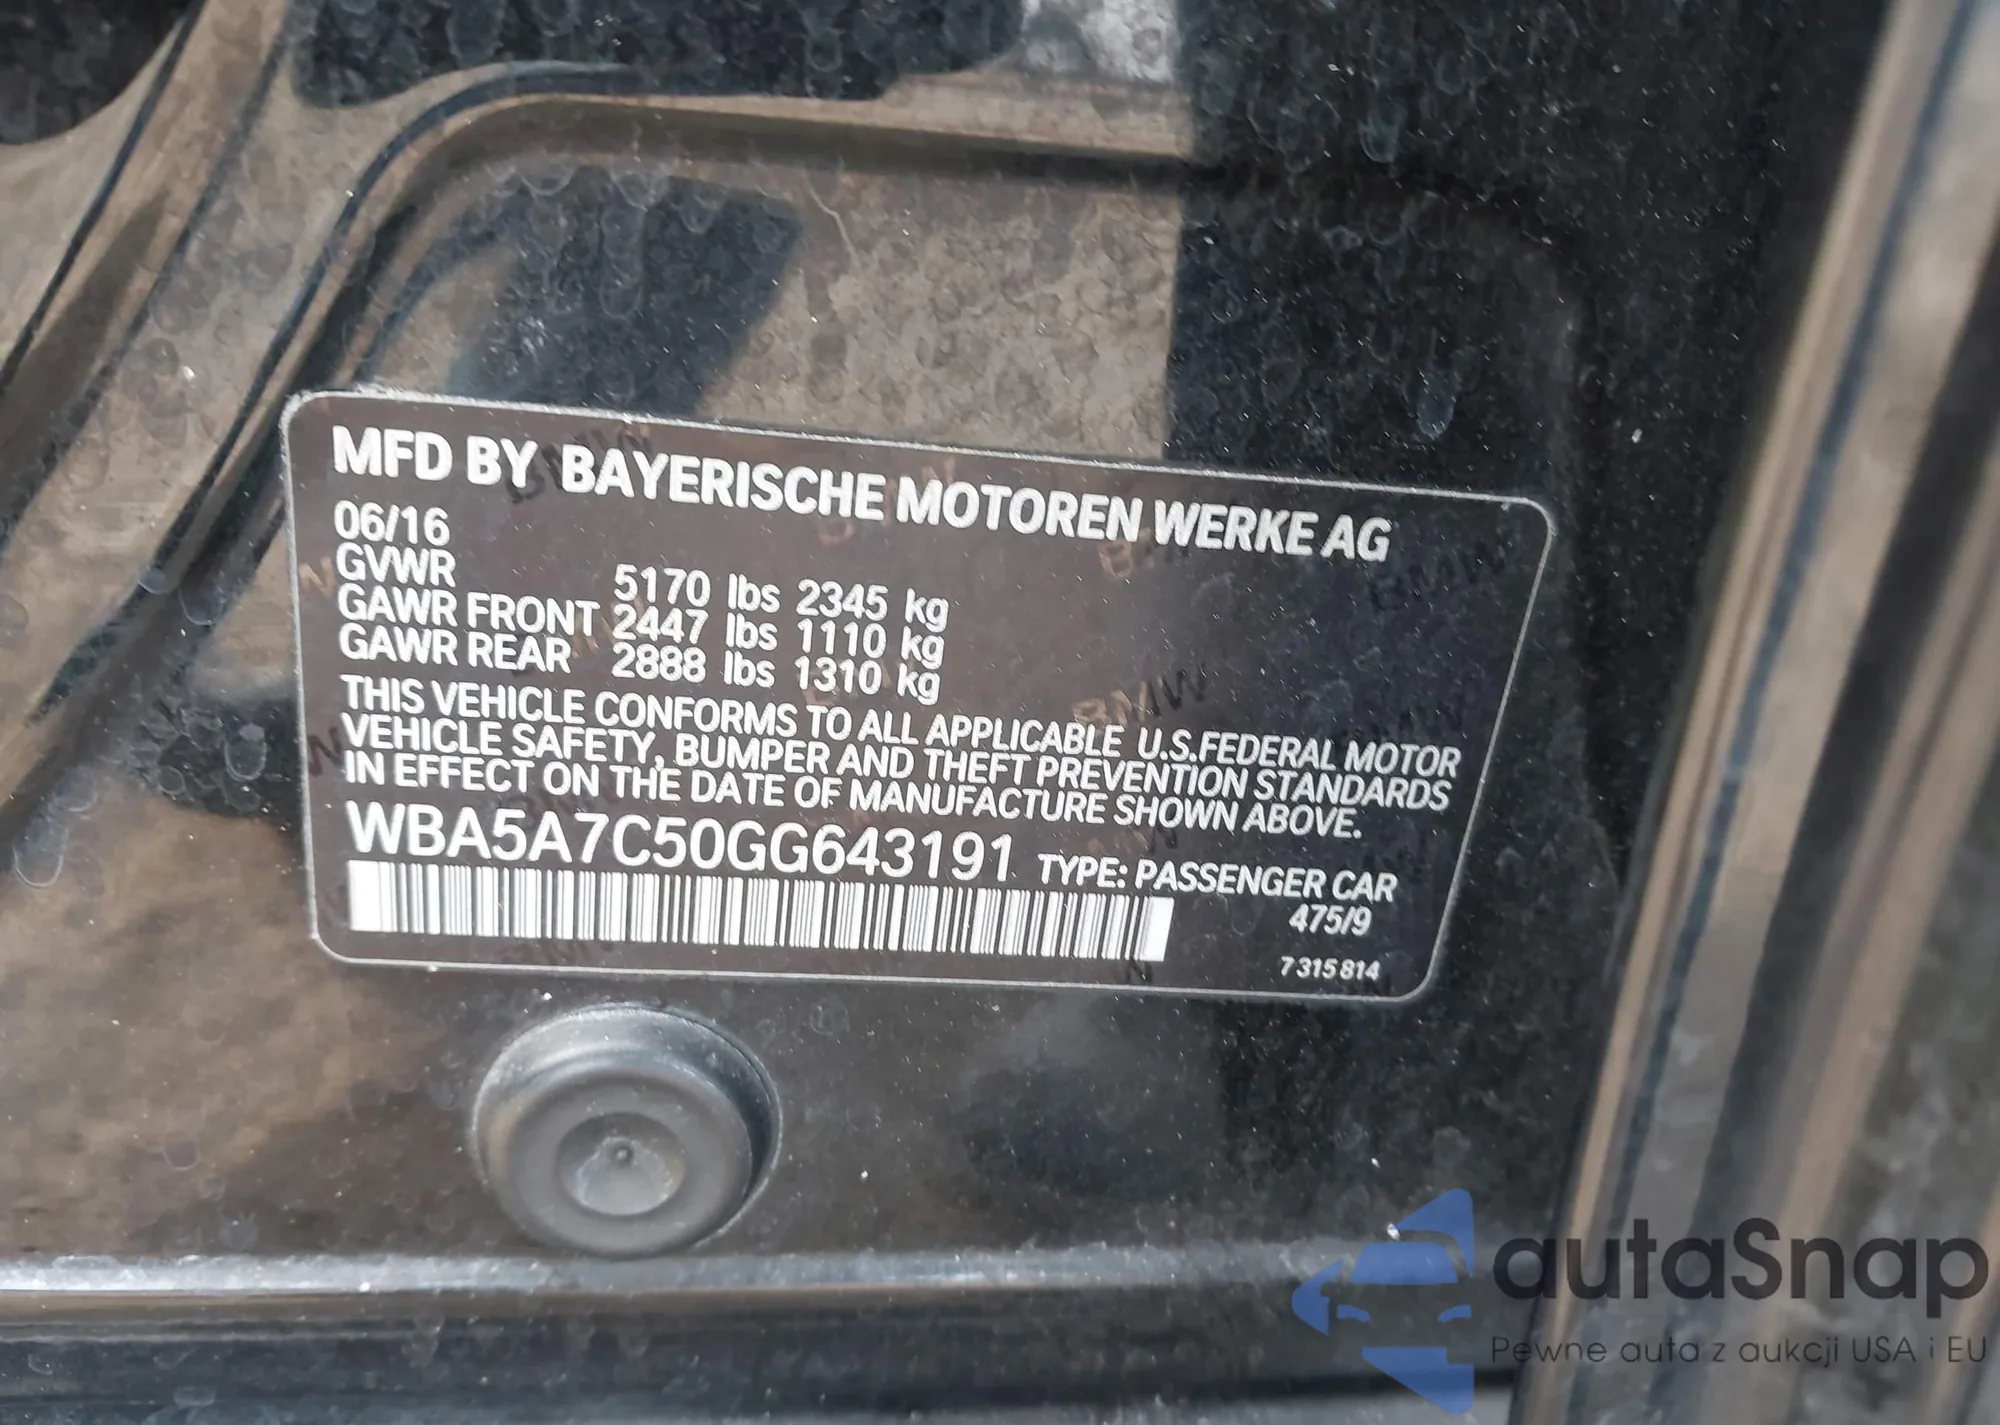 MFD BY BAYERISCHE MOTOREN WERKE AG
06/16
GVWR 5170 lbs 2345 kg
GAWR FRONT 2447 lbs 1110 kg
GAWR REAR 2888 lbs 1310 kg
THIS VEHICLE CONFORMS TO ALL APPLICABLE U.S.FEDERAL MOTOR
VEHICLE SAFETY, BUMPER AND THEFT PREVENTION STANDARDS
IN EFFECT ON THE DATE OF MANUFACTURE SHOWN ABOVE.
WBA5A7C50GG643191 TYPE: PASSENGER CAR
475/9
7 315 814
autaSnap
Pewne auta z aukcji USA i EU